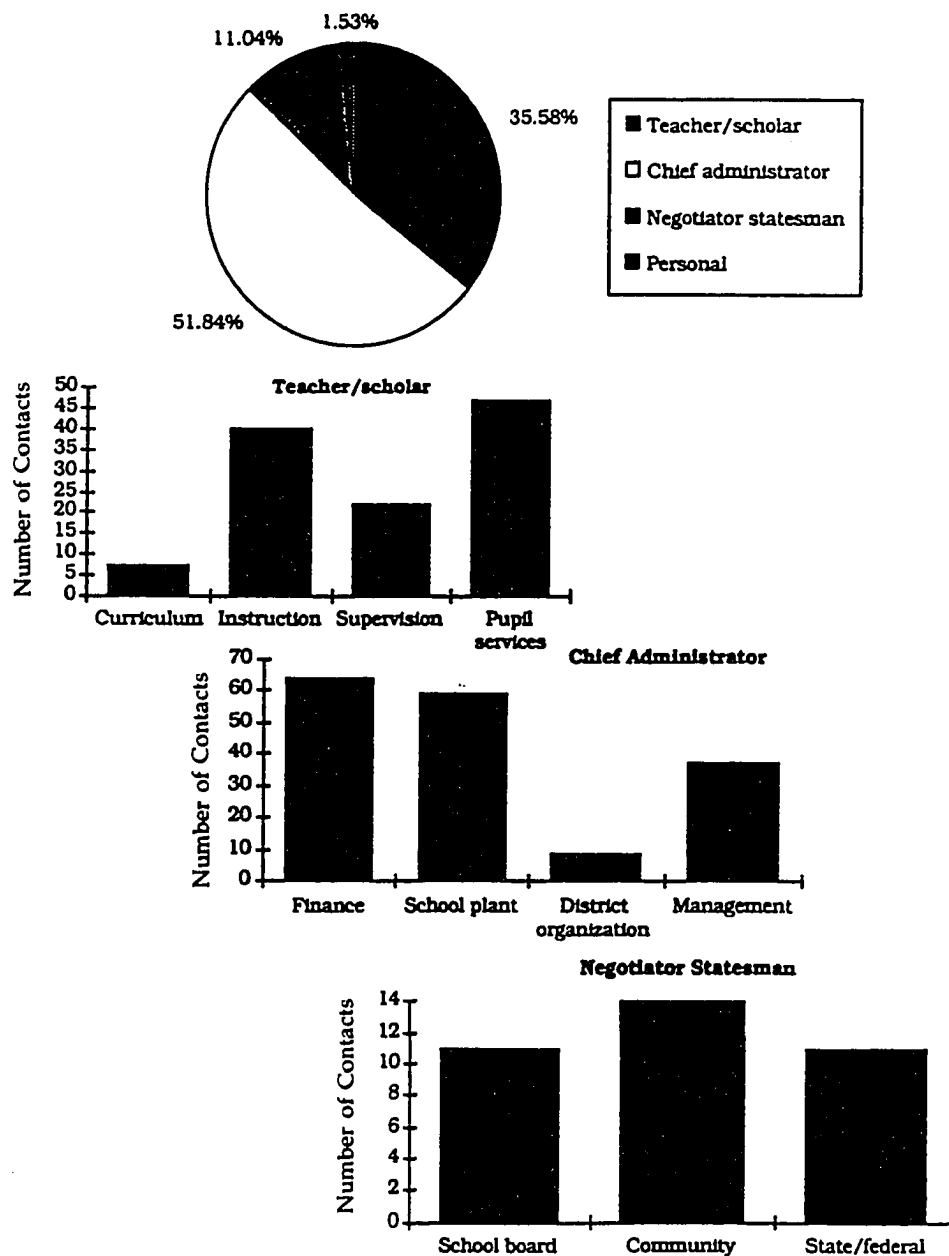 1.53%
11.04%
35.58%
51.84%
Teacher/scholar
Chief administrator
Negotiator statesman
Personal
Teacher/scholar
Number of Contacts
50
45
40
35
30
25
20
15
10
5
0
Curriculum Instruction Supervision Pupil
services
Chief Administrator
Number of Contacts
70
60
50
40
30
20
10
0
Finance School plant District Management
organization
Negotiator Statesman
Number of Contacts
14
12
10
8
6
4
2
0
School board Community State/federal